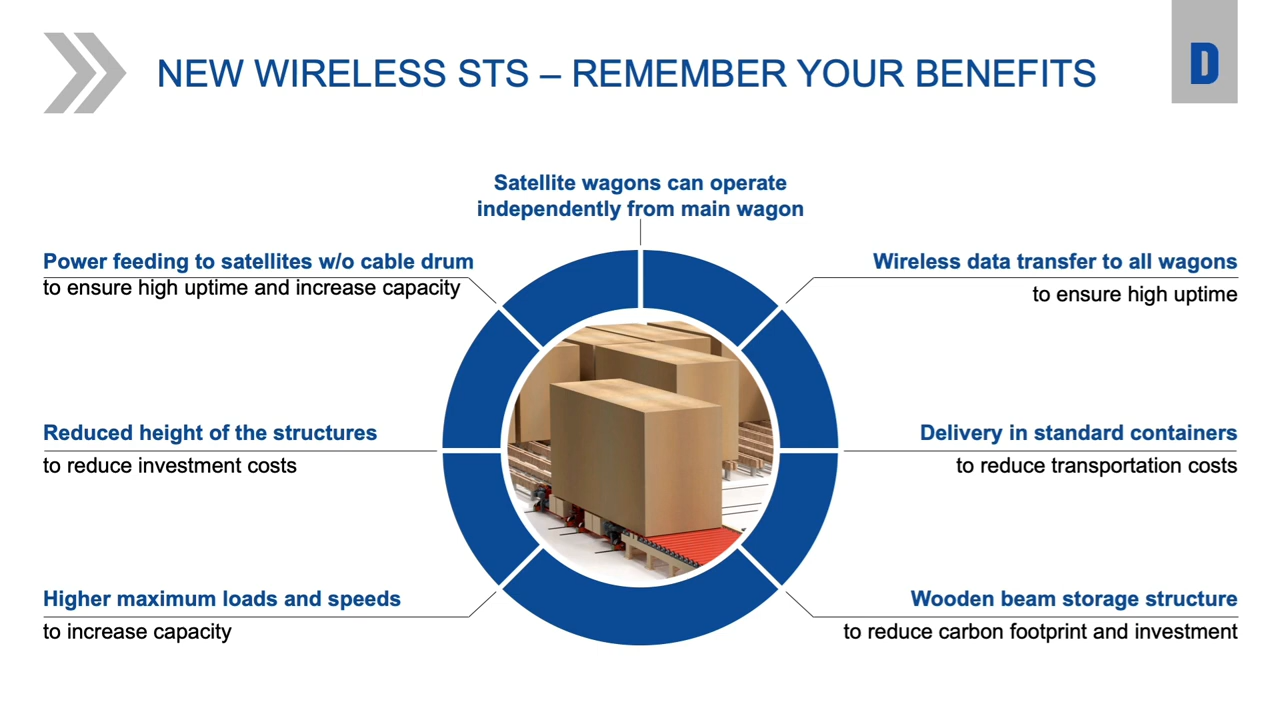 NEW WIRELESS STS – REMEMBER YOUR BENEFITS
D
Satellite wagons can operate
independently from main wagon
Power feeding to satellites w/o cable drum
to ensure high uptime and increase capacity
Wireless data transfer to all wagons
to ensure high uptime
Reduced height of the structures
to reduce investment costs
Delivery in standard containers
to reduce transportation costs
Higher maximum loads and speeds
to increase capacity
Wooden beam storage structure
to reduce carbon footprint and investment